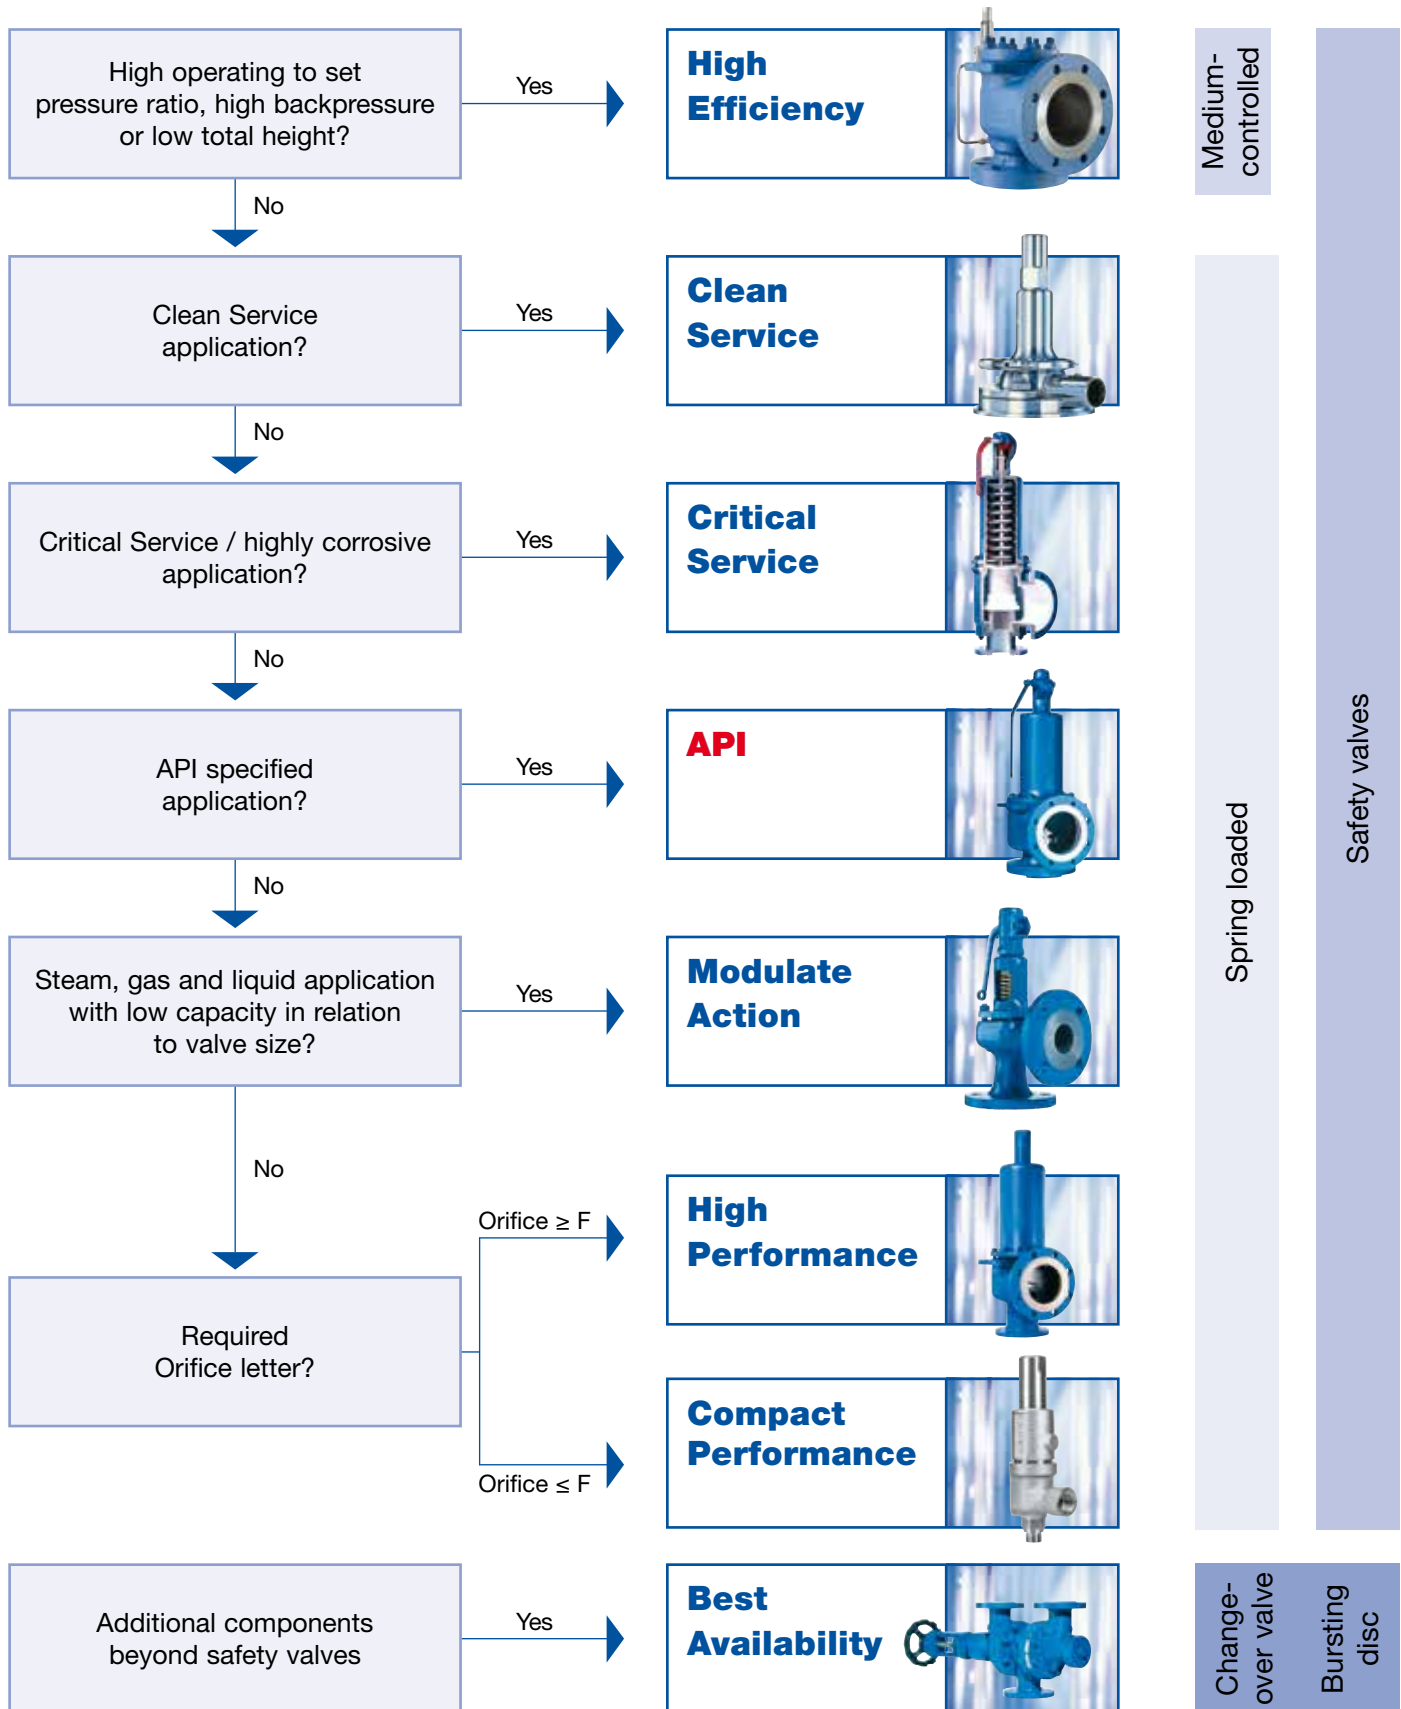 High operating to set
pressure ratio, high backpressure
or low total height?
Yes
High
Efficiency
Medium-
controlled
No
Clean Service
application?
Yes
Clean
Service
No
Critical Service / highly corrosive
application?
Yes
Critical
Service
No
API specified
application?
Yes
API
No
Steam, gas and liquid application
with low capacity in relation
to valve size?
Yes
Modulate
Action
No
Required
Orifice letter?
Orifice ≥ F
High
Performance
Orifice ≤ F
Compact
Performance
Spring loaded
Safety valves
Additional components
beyond safety valves
Yes
Best
Availability
Change-
over valve
Bursting
disc